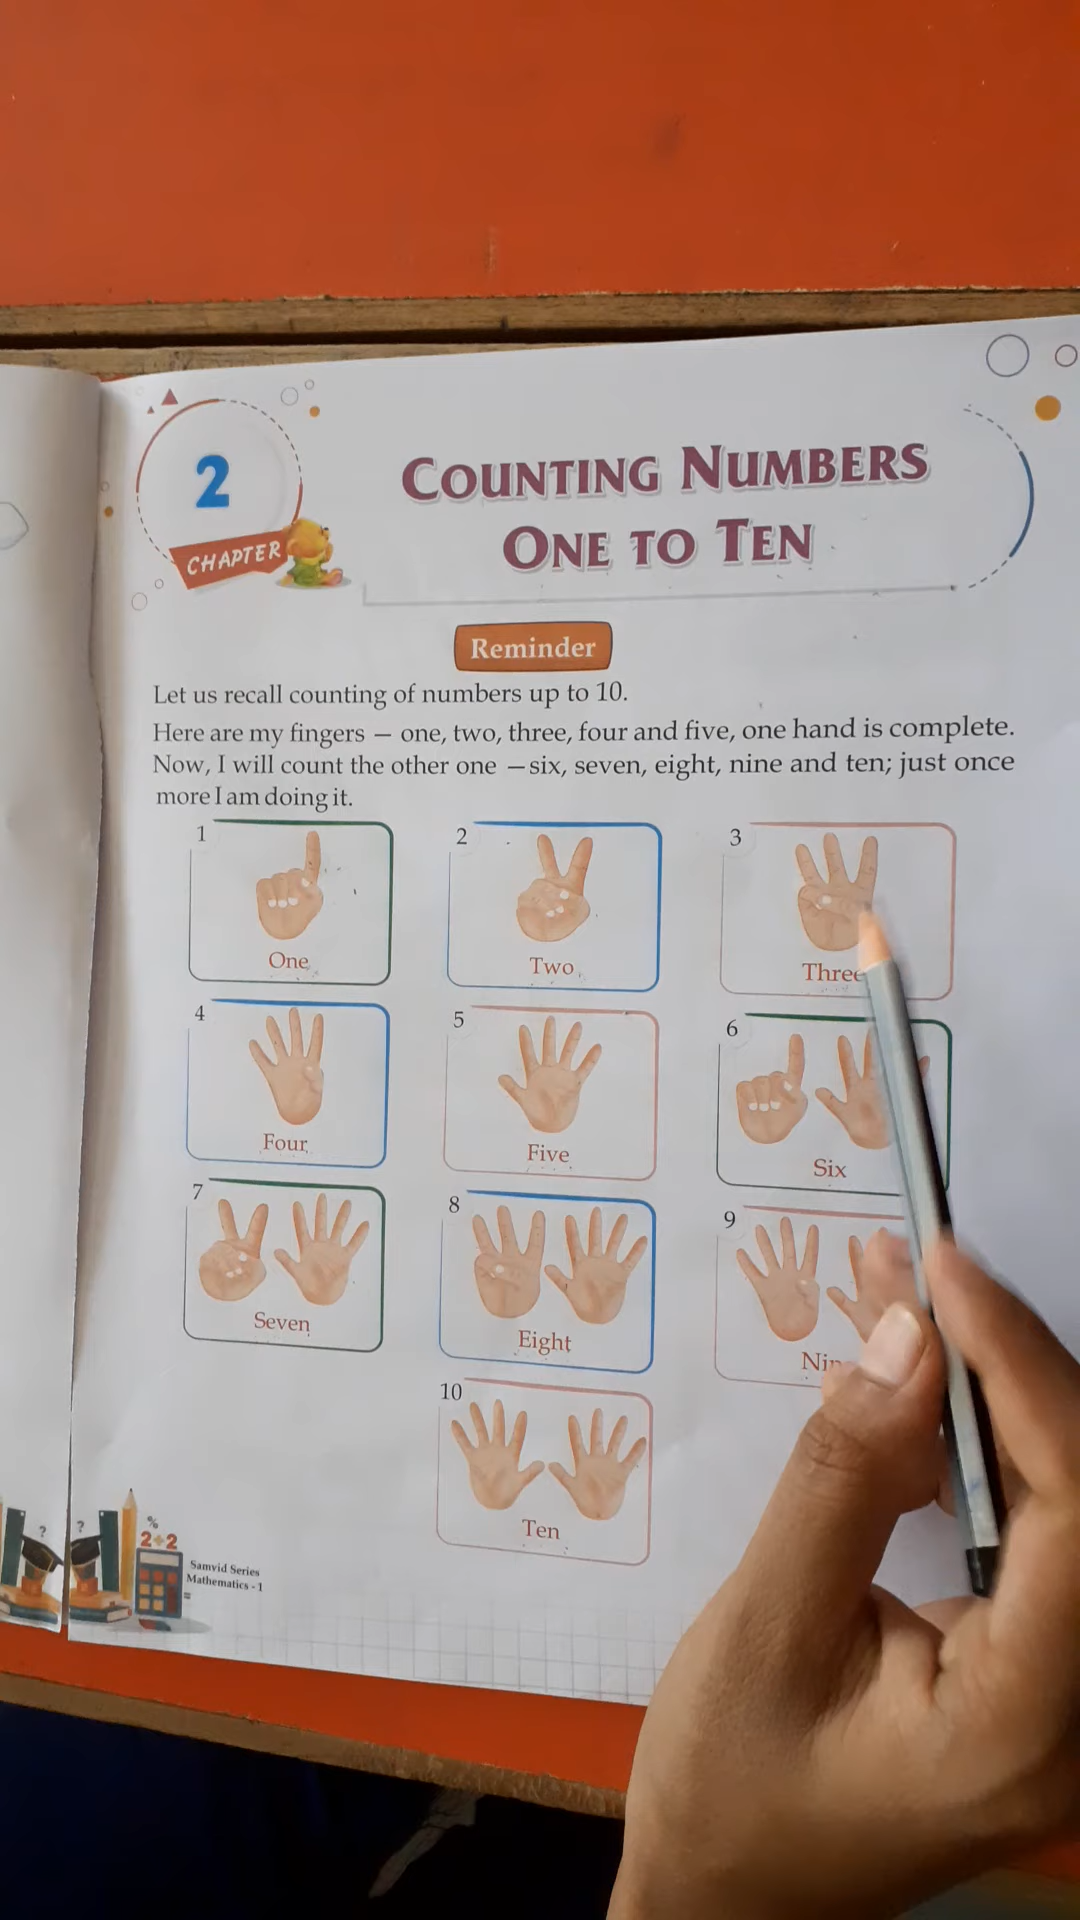 2
CHAPTER
COUNTING NUMBERS
ONE TO TEN
Reminder
Let us recall counting of numbers up to 10.
Here are my fingers — one, two, three, four and five, one hand is complete.
Now, I will count the other one —six, seven, eight, nine and ten; just once
more I am doing it.
1
One
2
Two
3
Three
4
Four
5
Five
6
Six
7
Seven
8
Eight
9
10
Ten
?
?
%
2+2
=
Samvid Series
Mathematics - 1